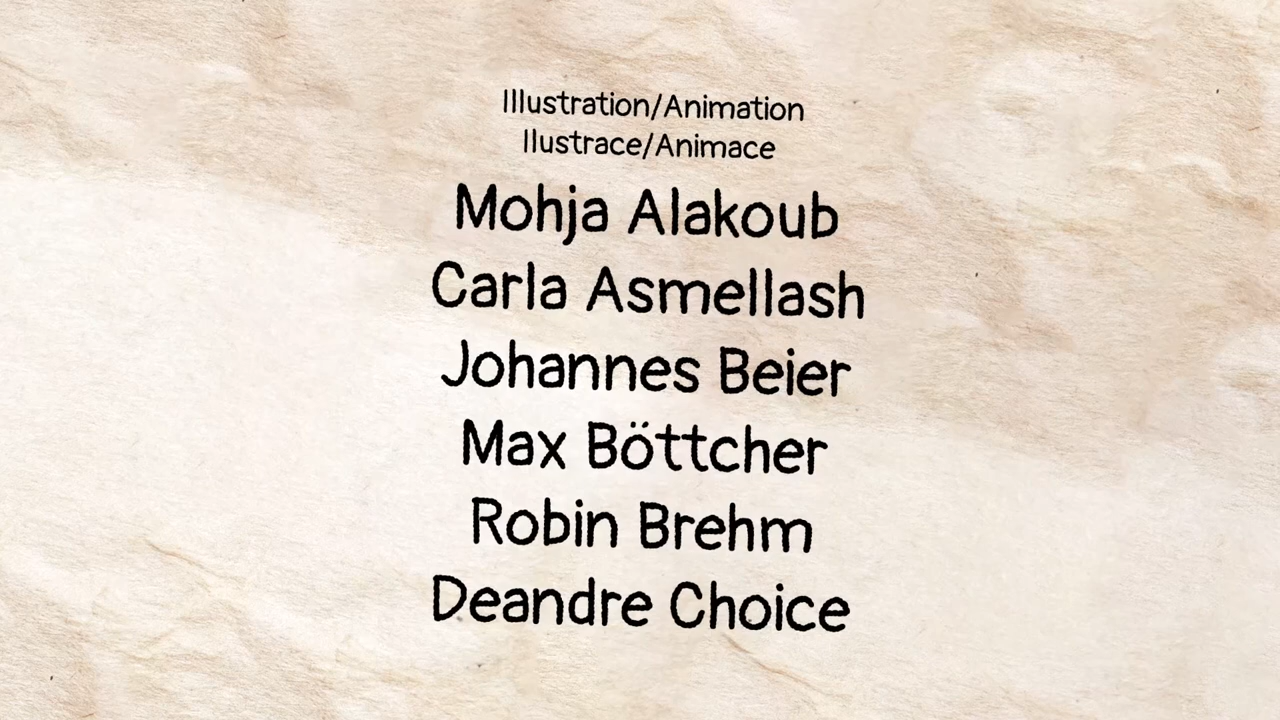 Illustration/Animation
Ilustrace/Animace
Mohja Alakoub
Carla Asmellash
Johannes Beier
Max Böttcher
Robin Brehm
Deandre Choice